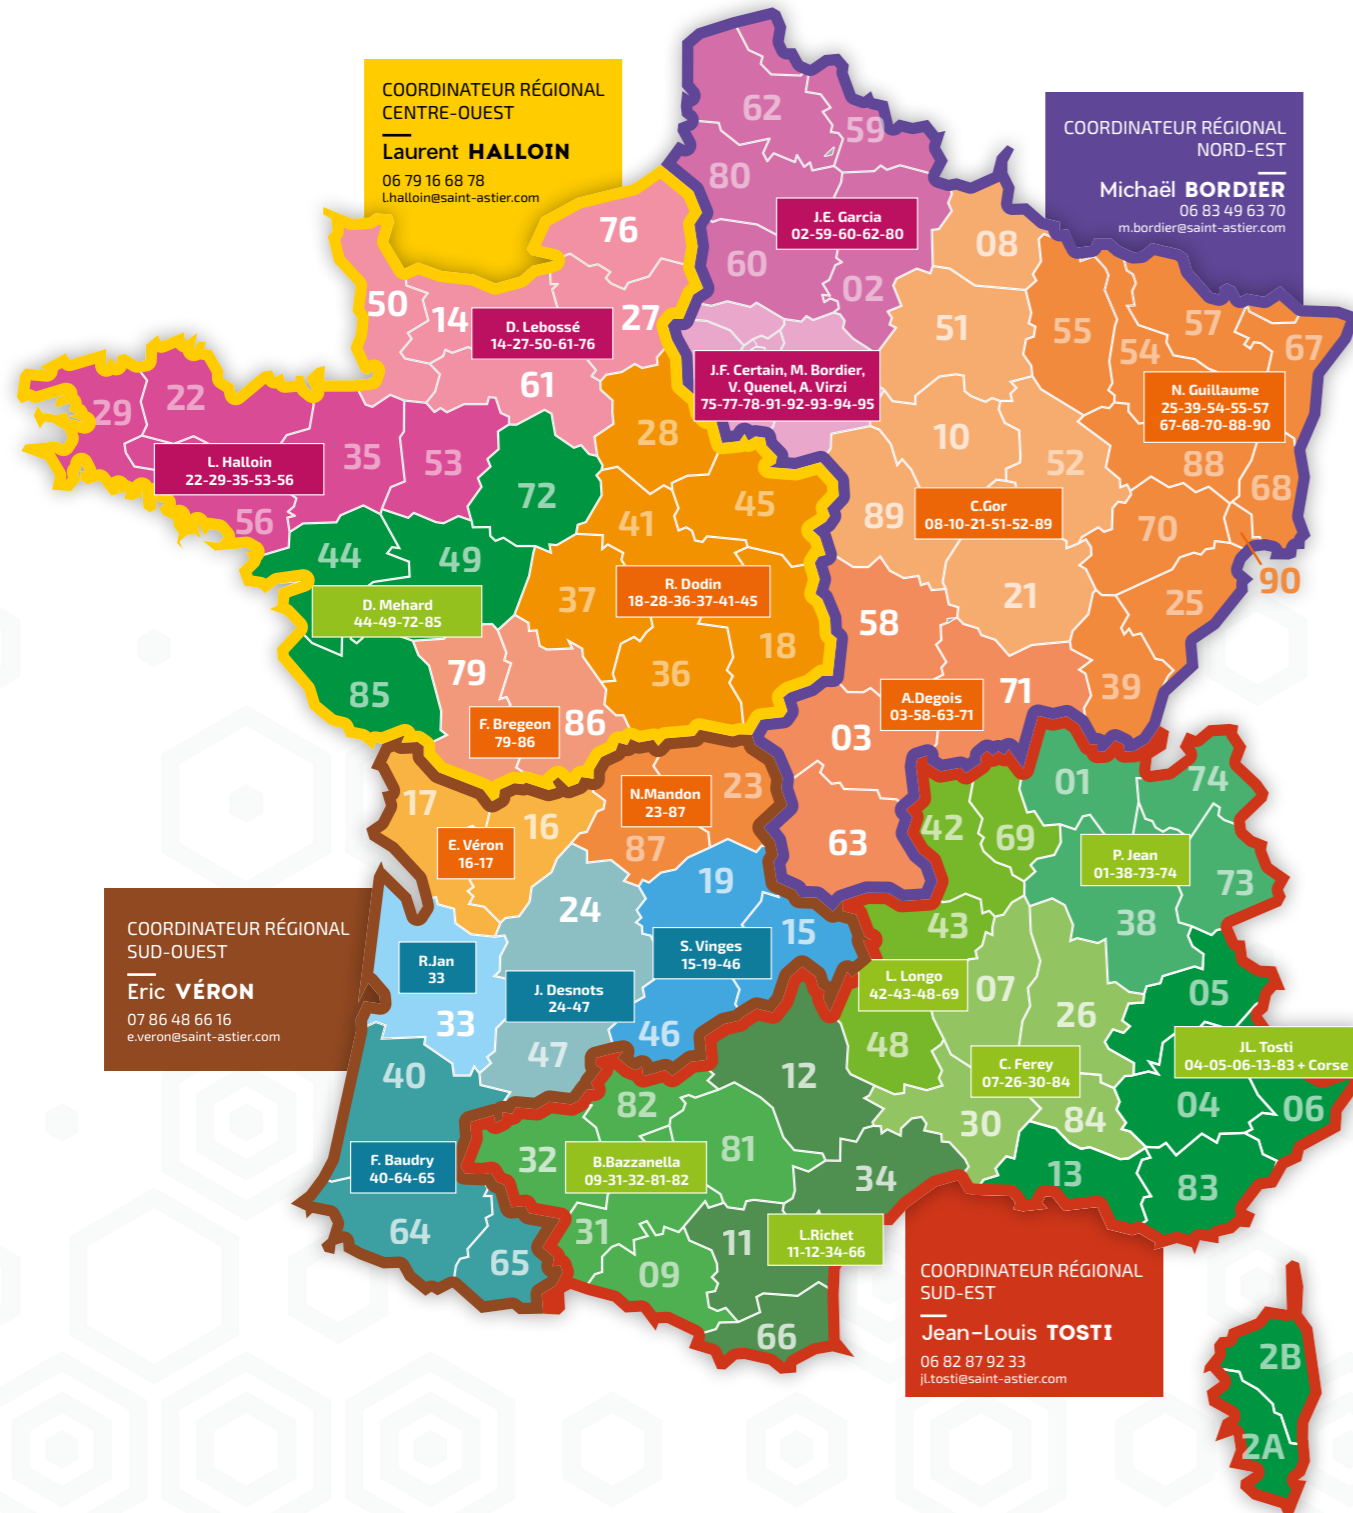 COORDINATEUR RÉGIONAL
CENTRE-OUEST
Laurent HALLOIN
06 79 16 68 78
l.halloin@saint-astier.com
COORDINATEUR RÉGIONAL
NORD-EST
Michaël BORDIER
06 83 49 63 70
m.bordier@saint-astier.com
62
59
80
J.E. Garcia
02-59-60-62-80
60
02
76
50
14
27
D. Lebossé
14-27-50-61-76
61
08
51
55
57
54
67
J.F. Certain, M. Bordier,
V. Quenel, A. Virzi
75-77-78-91-92-93-94-95
N. Guillaume
25-39-54-55-57
67-68-70-88-90
29
22
35
53
L. Halloin
22-29-35-53-56
56
28
10
52
88
68
72
41
45
89
C.Gor
08-10-21-51-52-89
70
90
44
49
D. Mehard
44-49-72-85
85
37
R. Dodin
18-28-36-37-41-45
18
36
58
21
25
79
F. Bregeon
79-86
86
A.Degois
03-58-63-71
71
39
03
63
17
16
E. Véron
16-17
N.Mandon
23-87
23
87
42
69
01
74
P. Jean
01-38-73-74
73
38
COORDINATEUR RÉGIONAL
SUD-OUEST
Eric VÉRON
07 86 48 66 16
e.veron@saint-astier.com
24
19
15
S. Vinges
15-19-46
R.Jan
33
33
J. Desnots
24-47
47
46
43
L. Longo
42-43-48-69
07
26
05
48
C. Ferey
07-26-30-84
JL. Tosti
04-05-06-13-83 + Corse
40
12
82
81
30
84
04
06
F. Baudry
40-64-65
32
B.Bazzanella
09-31-32-81-82
34
13
83
64
65
31
09
11
L.Richet
11-12-34-66
66
COORDINATEUR RÉGIONAL
SUD-EST
Jean-Louis TOSTI
06 82 87 92 33
jl.tosti@saint-astier.com
2B
2A